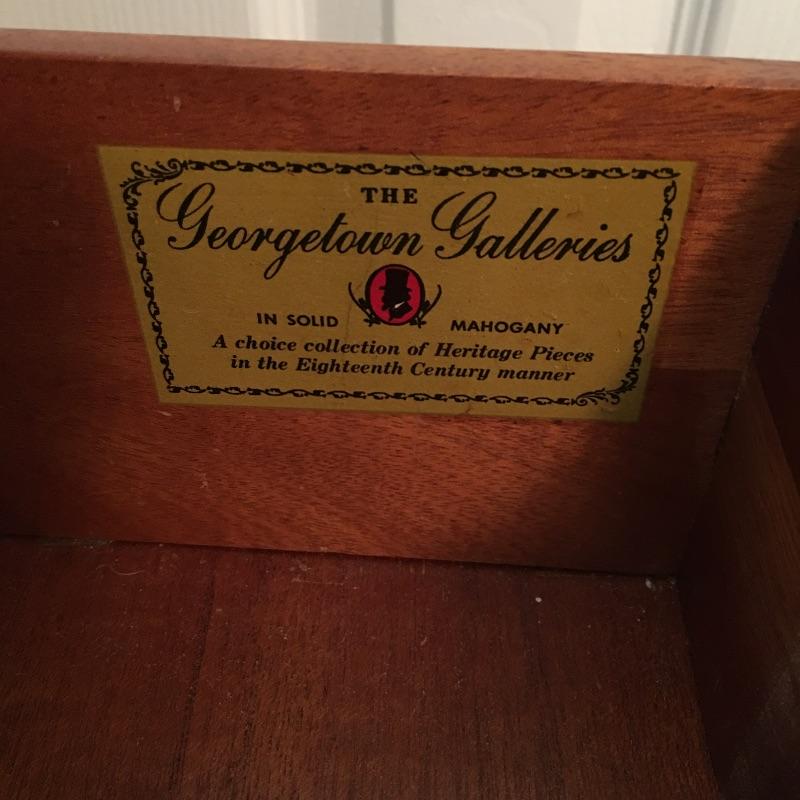 THE
Georgetown Galleries
IN SOLID MAHOGANY
A choice collection of Heritage Pieces
in the Eighteenth Century manner